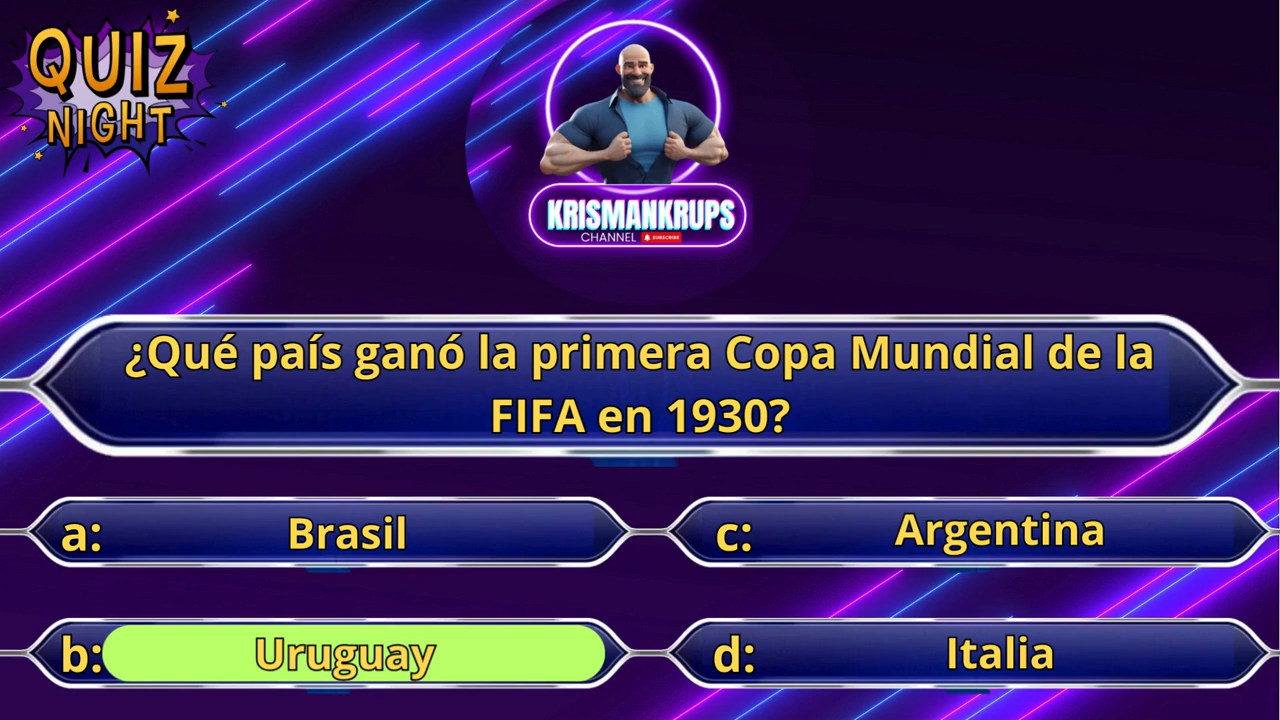 QUIZ
NIGHT
KRISMANKRUPS
CHANNEL SUBSCRIBE
¿Qué país ganó la primera Copa Mundial de la
FIFA en 1930?
a: Brasil
c: Argentina
b: Uruguay
d: Italia